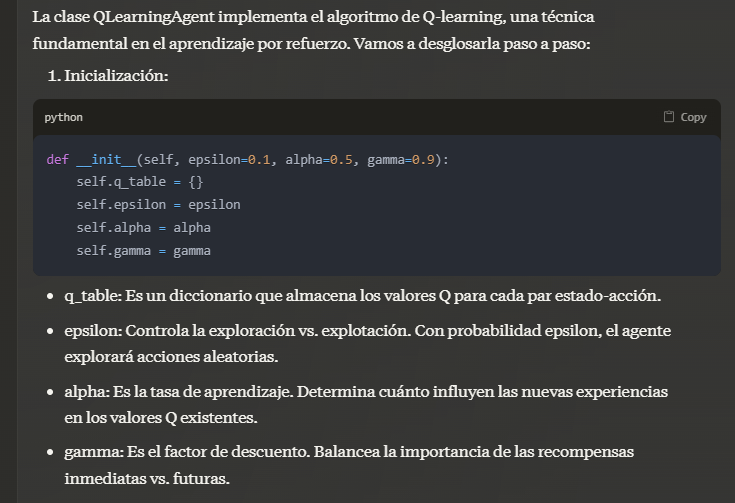 La clase QLearningAgent implementa el algoritmo de Q-learning, una técnica
fundamental en el aprendizaje por refuerzo. Vamos a desglosarla paso a paso:
1. Inicialización:
python
Copy
def __init__(self, epsilon=0.1, alpha=0.5, gamma=0.9):
    self.q_table = {}
    self.epsilon = epsilon
    self.alpha = alpha
    self.gamma = gamma
• q_table: Es un diccionario que almacena los valores Q para cada par estado-acción.
• epsilon: Controla la exploración vs. explotación. Con probabilidad epsilon, el agente
explorará acciones aleatorias.
• alpha: Es la tasa de aprendizaje. Determina cuánto influyen las nuevas experiencias
en los valores Q existentes.
• gamma: Es el factor de descuento. Balancea la importancia de las recompensas
inmediatas vs. futuras.